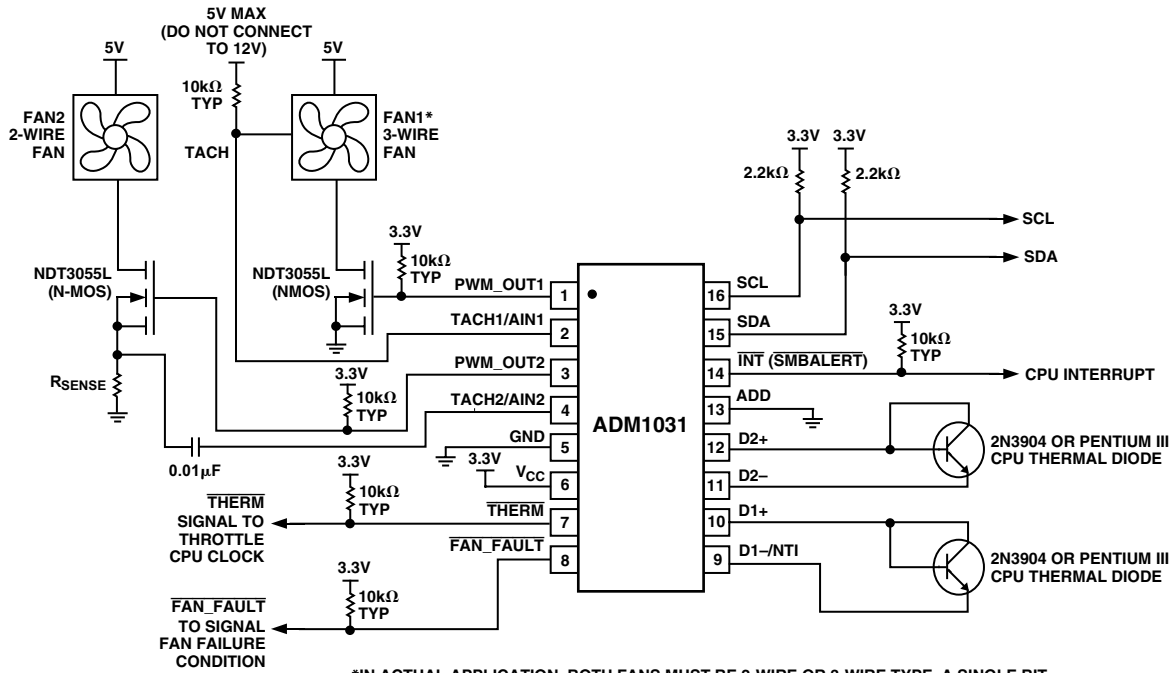 5V MAX
(DO NOT CONNECT
TO 12V)
5V
5V
10kΩ
TYP
FAN2
2-WIRE
FAN
TACH
FAN1*
3-WIRE
FAN
3.3V
3.3V
2.2kΩ
2.2kΩ
SCL
SDA
NDT3055L
(N-MOS)
NDT3055L
(NMOS)
3.3V
10kΩ
TYP
PWM_OUT1
1
TACH1/AIN1
2
PWM_OUT2
3
TACH2/AIN2
4
GND
5
VCC
6
THERM
7
FAN_FAULT
8
ADM1031
16
SCL
15
SDA
14
INT (SMBALERT)
13
ADD
12
D2+
11
D2–
10
D1+
9
D1–/NTI
3.3V
10kΩ
TYP
CPU INTERRUPT
2N3904 OR PENTIUM III
CPU THERMAL DIODE
2N3904 OR PENTIUM III
CPU THERMAL DIODE
RSENSE
0.01μF
3.3V
10kΩ
TYP
3.3V
3.3V
10kΩ
TYP
THERM
SIGNAL TO
THROTTLE
CPU CLOCK
3.3V
10kΩ
TYP
FAN_FAULT
TO SIGNAL
FAN FAILURE
CONDITION